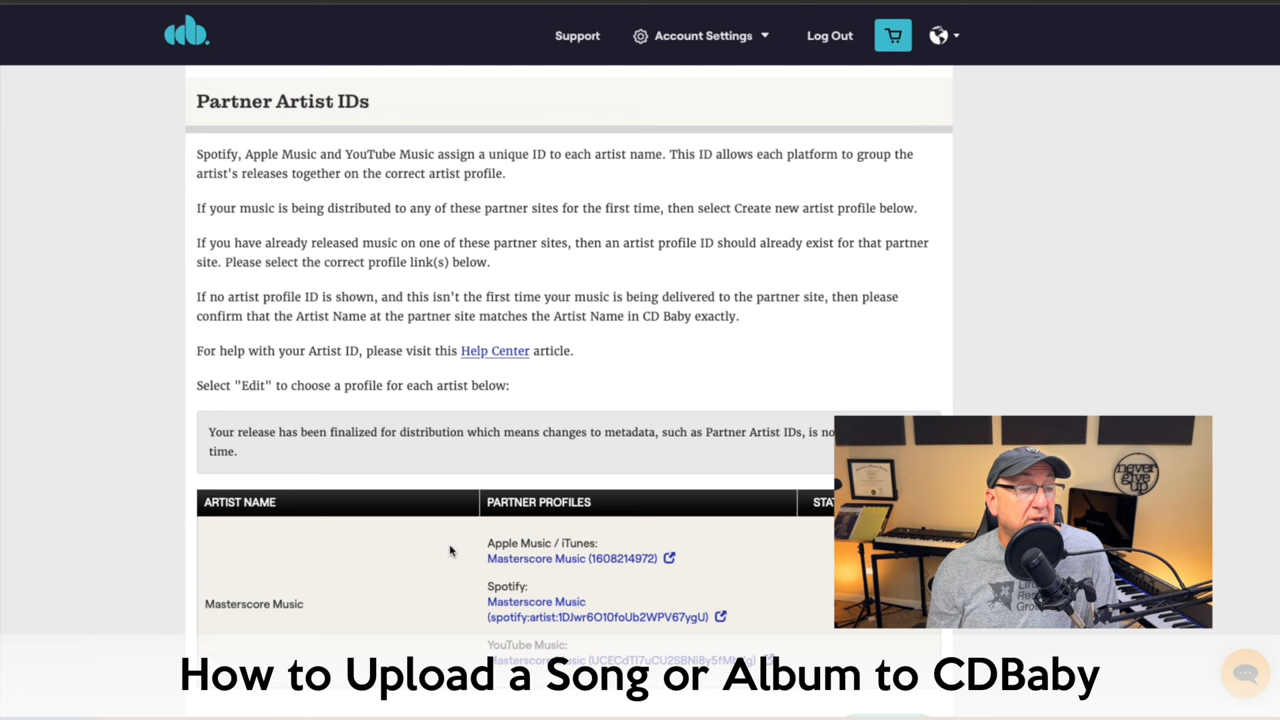 cdb.
Support
Account Settings
Log Out
Partner Artist IDs
Spotify, Apple Music and YouTube Music assign a unique ID to each artist name. This ID allows each platform to group the
artist's releases together on the correct artist profile.
If your music is being distributed to any of these partner sites for the first time, then select Create new artist profile below.
If you have already released music on one of these partner sites, then an artist profile ID should already exist for that partner
site. Please select the correct profile link(s) below.
If no artist profile ID is shown, and this isn't the first time your music is being delivered to the partner site, then please
confirm that the Artist Name at the partner site matches the Artist Name in CD Baby exactly.
For help with your Artist ID, please visit this Help Center article.
Select "Edit" to choose a profile for each artist below:
Your release has been finalized for distribution which means changes to metadata, such as Partner Artist IDs, is
time.
ARTIST NAME
PARTNER PROFILES
Apple Music / iTunes:
Masterscore Music (1608214972)
Masterscore Music
Spotify:
Masterscore Music
(spotify:artist:1DJwr6O10foUb2WPV67ygU)
YouTube Music:
never
give up
How to Upload a Song or Album to CDBaby